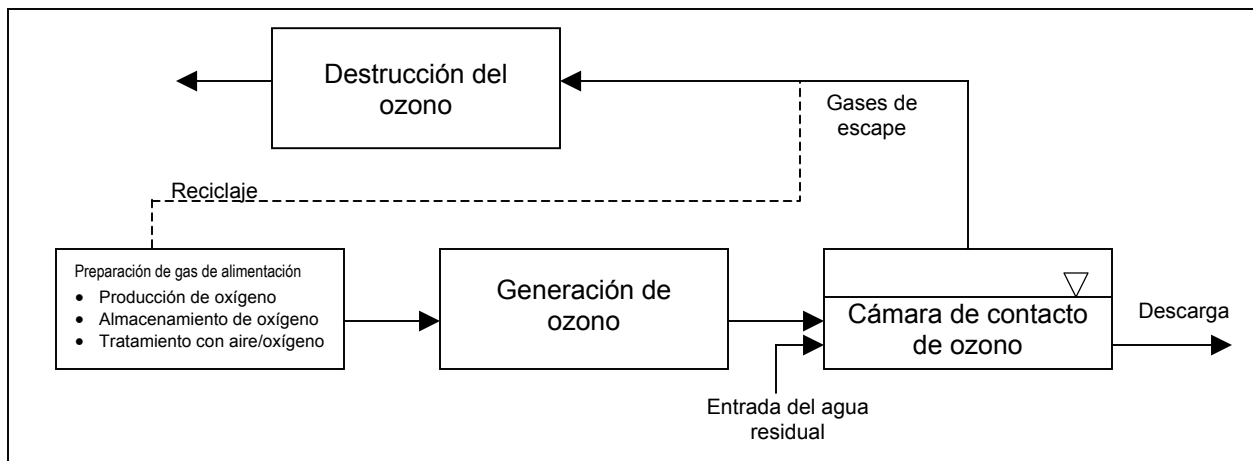 Destrucción del
ozono
Gases de
escape
Reciclaje
Preparación de gas de alimentación
• Producción de oxígeno
• Almacenamiento de oxígeno
• Tratamiento con aire/oxígeno
Generación de
ozono
Cámara de contacto
de ozono
Descarga
Entrada del agua
residual